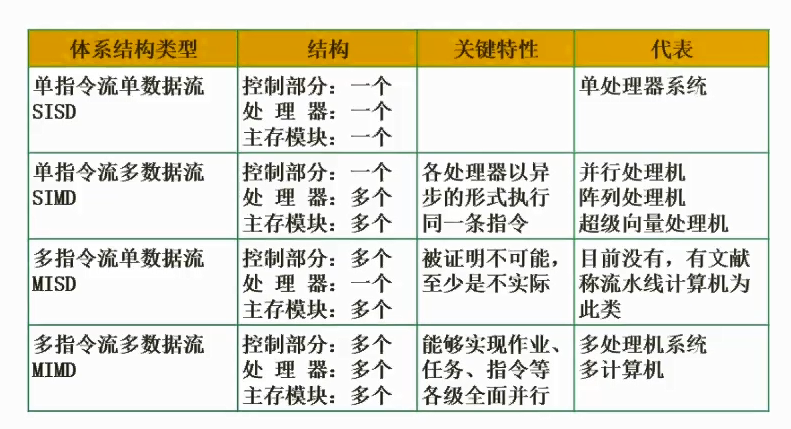 体系结构类型 结构 关键特性 代表
单指令流单数据流 控制部分：一个 单处理器系统
SISD 处 理 器：一个
主存模块：一个
单指令流多数据流 控制部分：一个 各处理器以异 并行处理机
SIMD 处 理 器：多个 步的形式执行 阵列处理机
主存模块：多个 同一条指令 超级向量处理机
多指令流单数据流 控制部分：多个 被证明不可能， 目前没有，有文献
MISD 处 理 器：一个 至少是不实际 称流水线计算机为
主存模块：多个 此类
多指令流多数据流 控制部分：多个 能够实现作业、 多处理机系统
MIMD 处 理 器：多个 任务、指令等 多计算机
主存模块：多个 各级全面并行